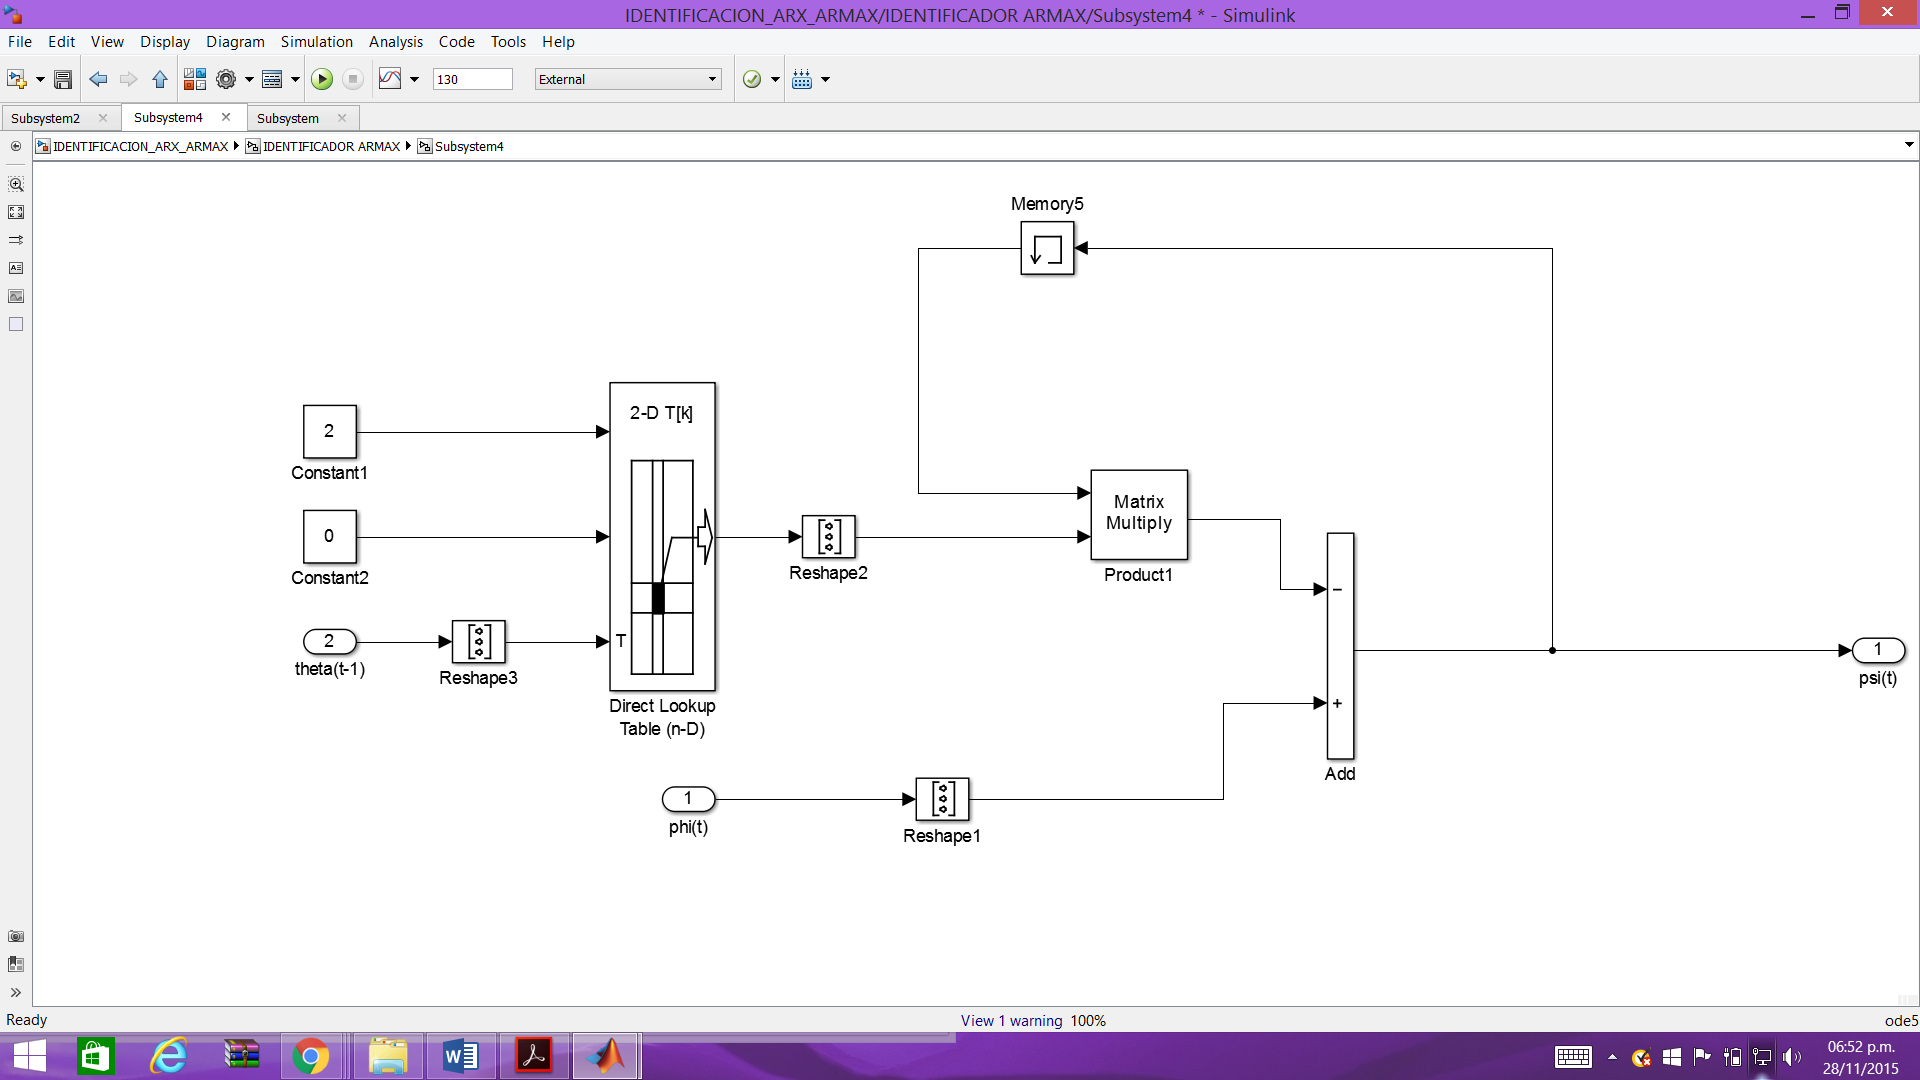 IDENTIFICACION_ARX_ARMAX/IDENTIFICADOR ARMAX/Subsystem4 * - Simulink
File Edit View Display Diagram Simulation Analysis Code Tools Help
130 External
Subsystem2 Subsystem4 Subsystem
IDENTIFICACION_ARX_ARMAX IDENTIFICADOR ARMAX Subsystem4
Memory5
2-D T[k]
2
Constant1
Matrix
Multiply
Product1
0
Constant2
Reshape2
2
theta(t-1)
Reshape3
T
Direct Lookup
Table (n-D)
−
+
Add
1
psi(t)
1
phi(t)
Reshape1
Ready
View 1 warning 100%
ode5
06:52 p.m.
28/11/2015